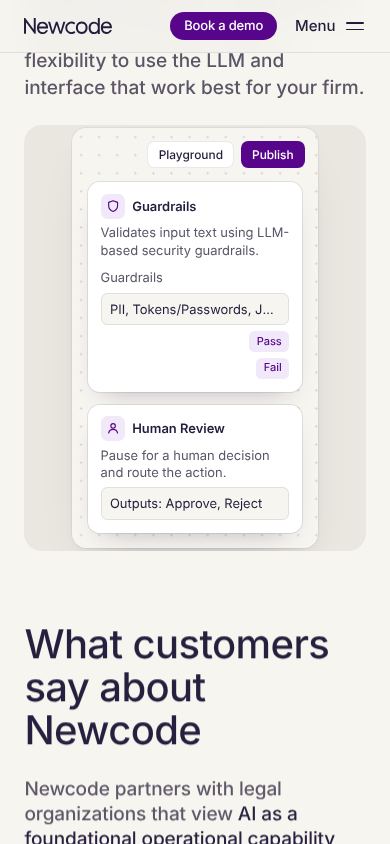 Newcode
Book a demo
Menu
flexibility to use the LLM and
interface that work best for your firm.
Playground
Publish
Guardrails
Validates input text using LLM-
based security guardrails.
Guardrails
PII, Tokens/Passwords, J...
Pass
Fail
Human Review
Pause for a human decision
and route the action.
Outputs: Approve, Reject
What customers
say about
Newcode
Newcode partners with legal
organizations that view AI as a
foundational operational capability